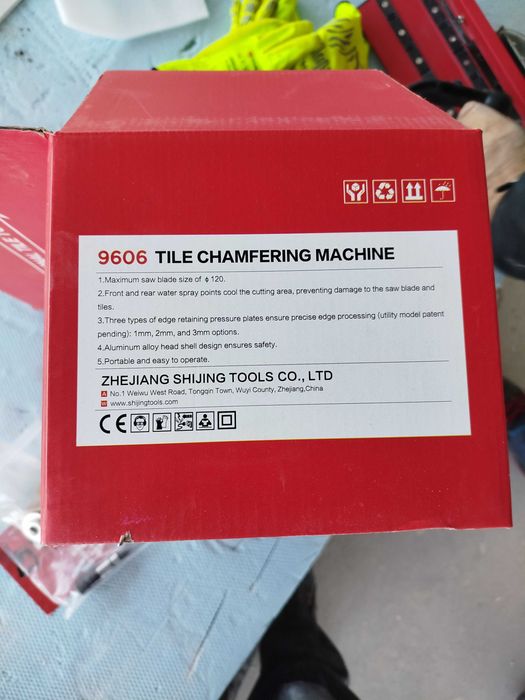 9606 TILE CHAMFERING MACHINE
1.Maximum saw blade size of ϕ120.
2.Front and rear water spray points cool the cutting area, preventing damage to the saw blade and
tiles.
3.Three types of edge retaining pressure plates ensure precise edge processing (utility model patent
pending): 1mm, 2mm, and 3mm options.
4.Aluminum alloy head shell design ensures safety.
5.Portable and easy to operate.
ZHEJIANG SHIJING TOOLS CO., LTD
A No.1 Weiwu West Road, Tongqin Town, Wuyi County, Zhejiang,China
W www.shijingtools.com
CE